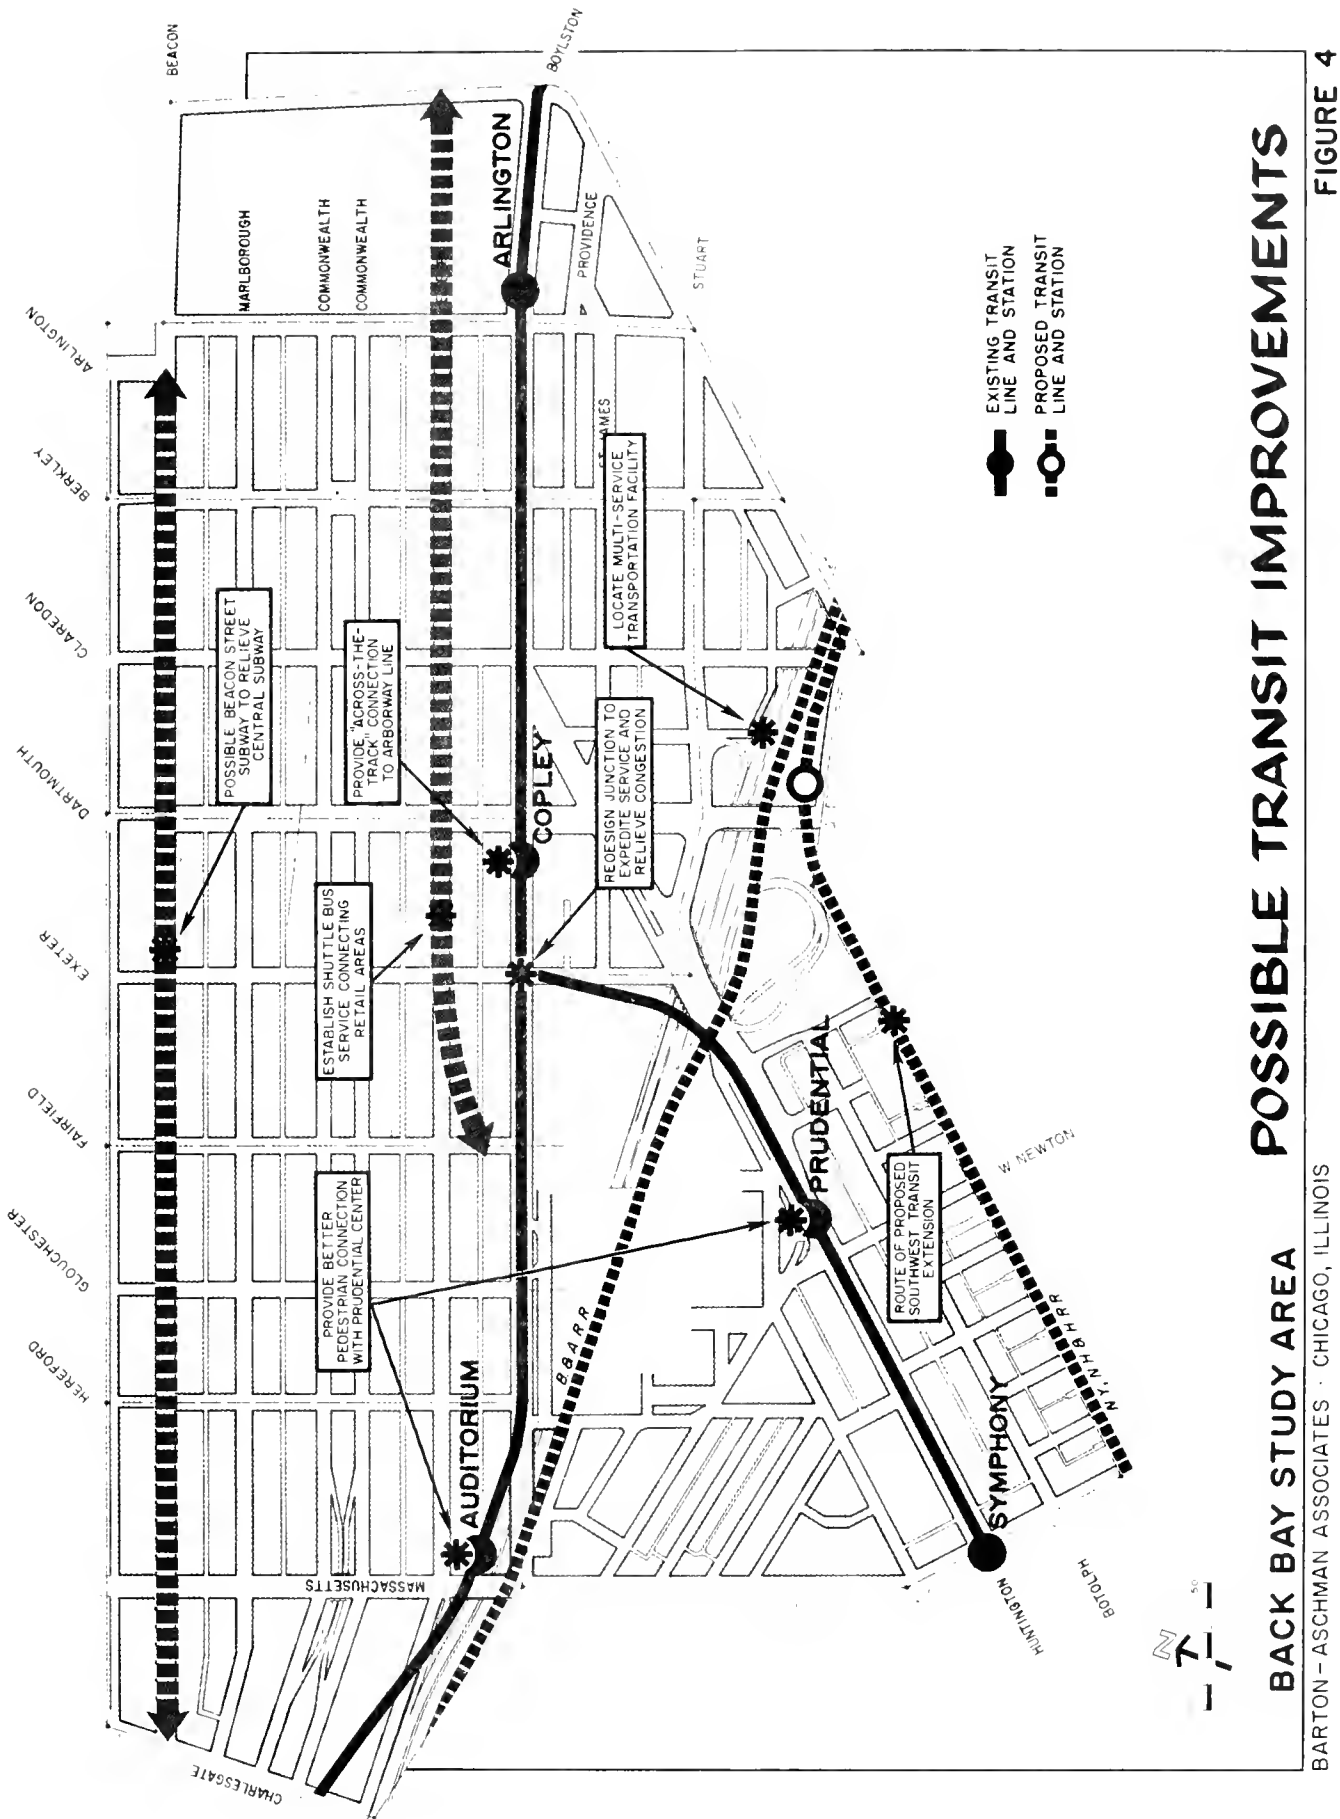 CHARLESGATE
MASSACHUSETTS
HEREFORD
GLOUCHESTER
FAIRFIELD
EXETER
DARTMOUTH
CLAREDON
BERKLEY
ARLINGTON
BEACON
MARLBOROUGH
COMMONWEALTH
COMMONWEALTH
BOYLSTON
PROVIDENCE
STUART
POSSIBLE BEACON STREET
SUBWAY TO RELIEVE
CENTRAL SUBWAY
PROVIDE "ACROSS-THE-
TRACK" CONNECTION
TO ARBORWAY LINE
ESTABLISH SHUTTLE BUS
SERVICE CONNECTING
RETAIL AREAS
PROVIDE BETTER
PEDESTRIAN CONNECTION
WITH PRUDENTIAL CENTER
AUDITORIUM
COPLEY
ARLINGTON
REDESIGN JUNCTION TO
EXPEDITE SERVICE AND
RELIEVE CONGESTION
JAMES
LOCATE MULTI-SERVICE
TRANSPORTATION FACILITY
B&ARR
PRUDENTIAL
SYMPHONY
ROUTE OF PROPOSED
SOUTHWEST TRANSIT
EXTENSION
W NEWTON
NY, NH & H RR
HUNTINGTON
BOTOLPH
EXISTING TRANSIT
LINE AND STATION
PROPOSED TRANSIT
LINE AND STATION
N
BACK BAY STUDY AREA
POSSIBLE TRANSIT IMPROVEMENTS
BARTON-ASCHMAN ASSOCIATES · CHICAGO, ILLINOIS
FIGURE 4